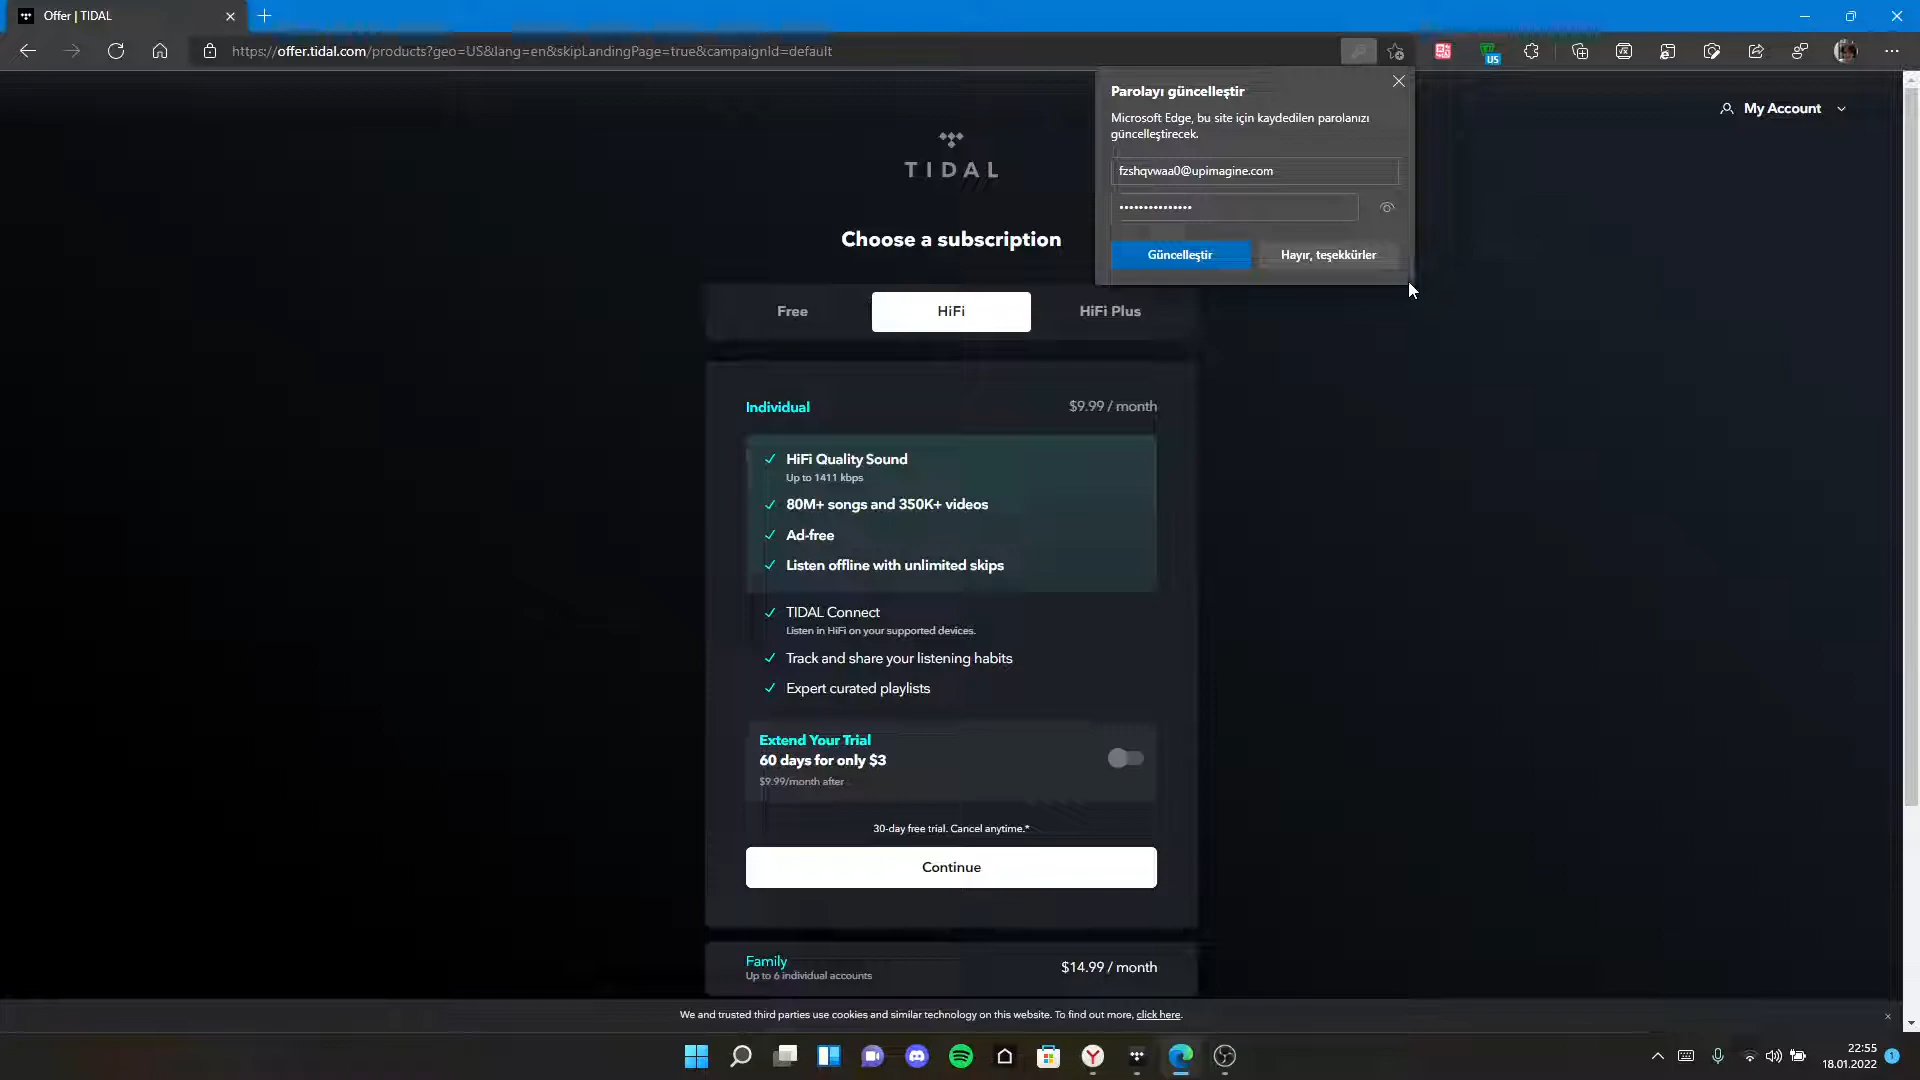 Offer | TIDAL
https://offer.tidal.com/products?geo=US&lang=en&skipLandingPage=true&campaignId=default
US
Parolayı güncelleştir
Microsoft Edge, bu site için kaydedilen parolanızı
güncelleştirecek.
fzshqvwaa0@upimagine.com
•••••••••••••••
Güncelleştir
Hayır, teşekkürler
My Account
TIDAL
Choose a subscription
Free
HiFi
HiFi Plus
Individual
$9.99 / month
HiFi Quality Sound
Up to 1411 kbps
80M+ songs and 350K+ videos
Ad-free
Listen offline with unlimited skips
TIDAL Connect
Listen in HiFi on your supported devices.
Track and share your listening habits
Expert curated playlists
Extend Your Trial
60 days for only $3
$9.99/month after
30-day free trial. Cancel anytime.*
Continue
Family
Up to 6 individual accounts
$14.99 / month
We and trusted third parties use cookies and similar technology on this website. To find out more, click here.
22:55
18.01.2022
1